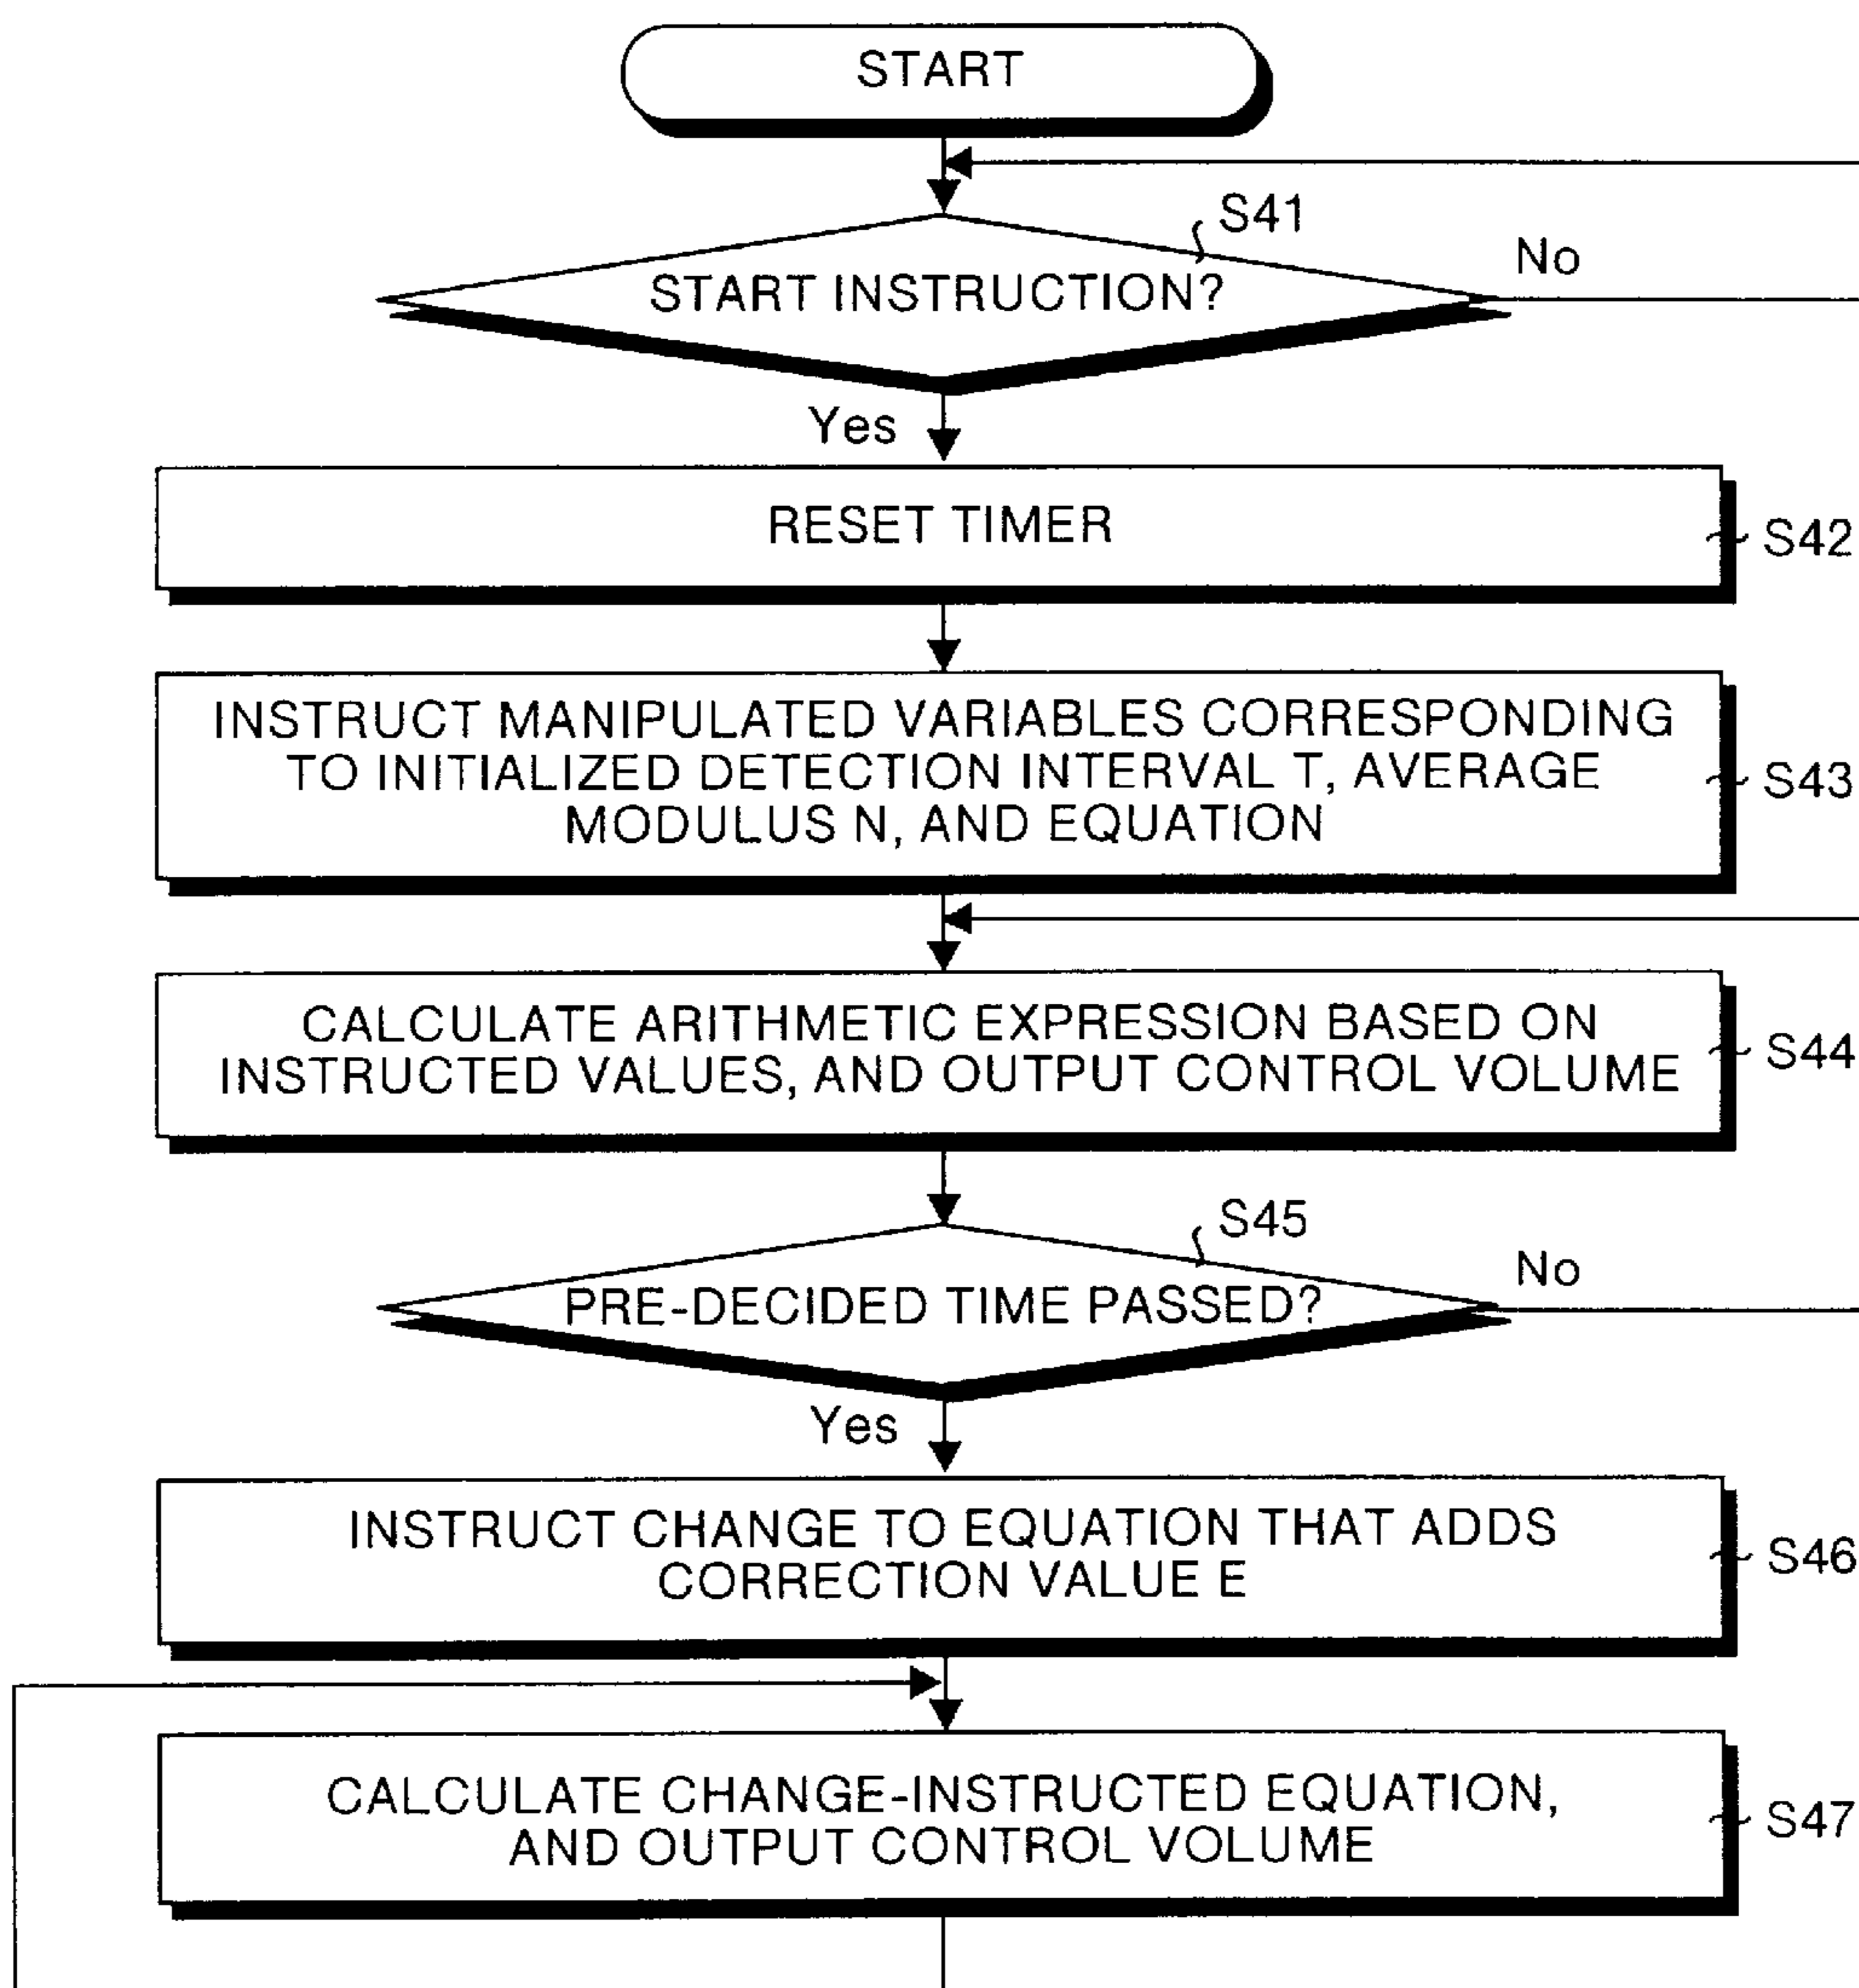 START
S41
START INSTRUCTION?
No
Yes
RESET TIMER
S42
INSTRUCT MANIPULATED VARIABLES CORRESPONDING
TO INITIALIZED DETECTION INTERVAL T, AVERAGE
MODULUS N, AND EQUATION
S43
CALCULATE ARITHMETIC EXPRESSION BASED ON
INSTRUCTED VALUES, AND OUTPUT CONTROL VOLUME
S44
S45
PRE-DECIDED TIME PASSED?
No
Yes
INSTRUCT CHANGE TO EQUATION THAT ADDS
CORRECTION VALUE E
S46
CALCULATE CHANGE-INSTRUCTED EQUATION,
AND OUTPUT CONTROL VOLUME
S47